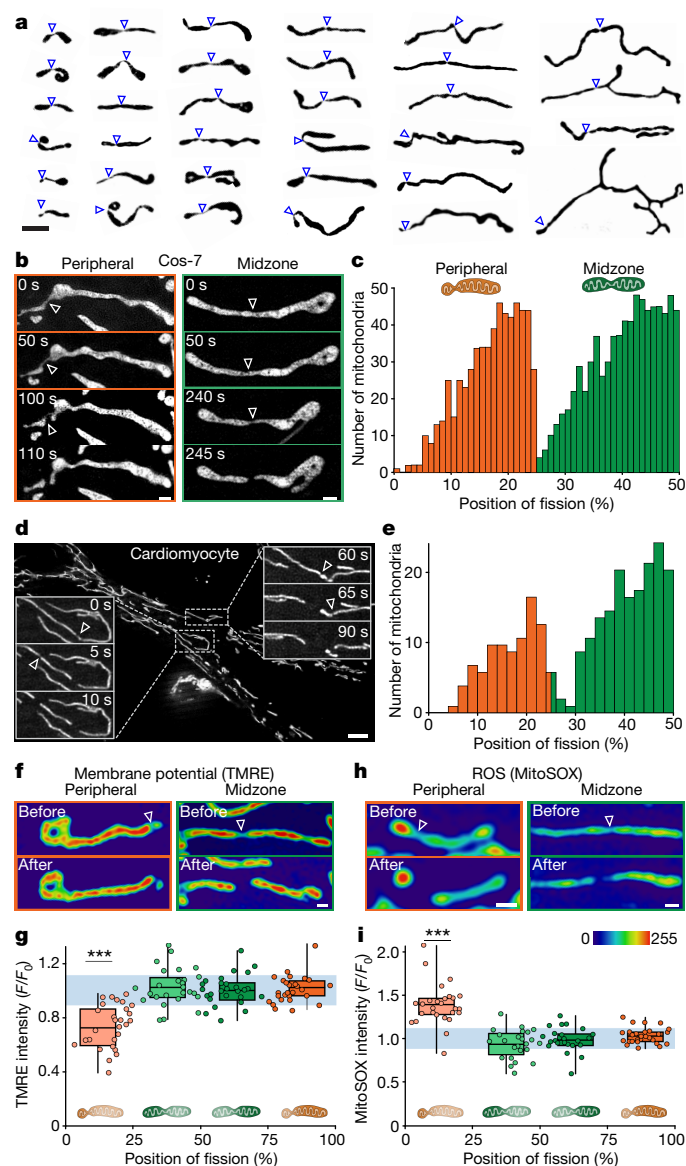 a
b
Peripheral Cos-7 Midzone
0 s
50 s
100 s
110 s
0 s
50 s
240 s
245 s
c
Peripheral Midzone
Number of mitochondria
50
40
30
20
10
0
0 10 20 30 40 50
Position of fission (%)
d
Cardiomyocyte
0 s
5 s
10 s
60 s
65 s
90 s
e
Number of mitochondria
20
10
0
0 10 20 30 40 50
Position of fission (%)
f
Membrane potential (TMRE)
Peripheral Midzone
Before
After
Before
After
h
ROS (MitoSOX)
Peripheral Midzone
Before
After
Before
After
g
***
TMRE intensity (F/F0)
1.2
0.8
0.4
0
0 25 50 75 100
Position of fission (%)
i
***
0 255
MitoSOX intensity (F/F0)
2.0
1.5
1.0
0.5
0
0 25 50 75 100
Position of fission (%)